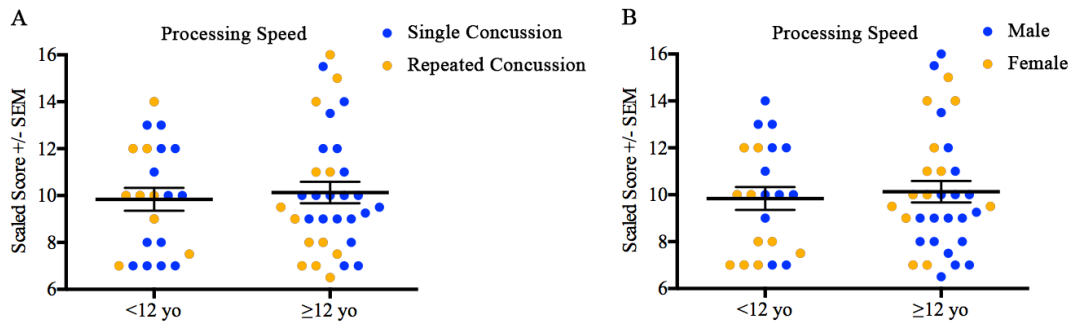 A
Processing Speed
Single Concussion
Repeated Concussion
Scaled Score +/- SEM
16
14
12
10
8
6
<12 yo
≥12 yo
B
Processing Speed
Male
Female
Scaled Score +/- SEM
16
14
12
10
8
6
<12 yo
≥12 yo